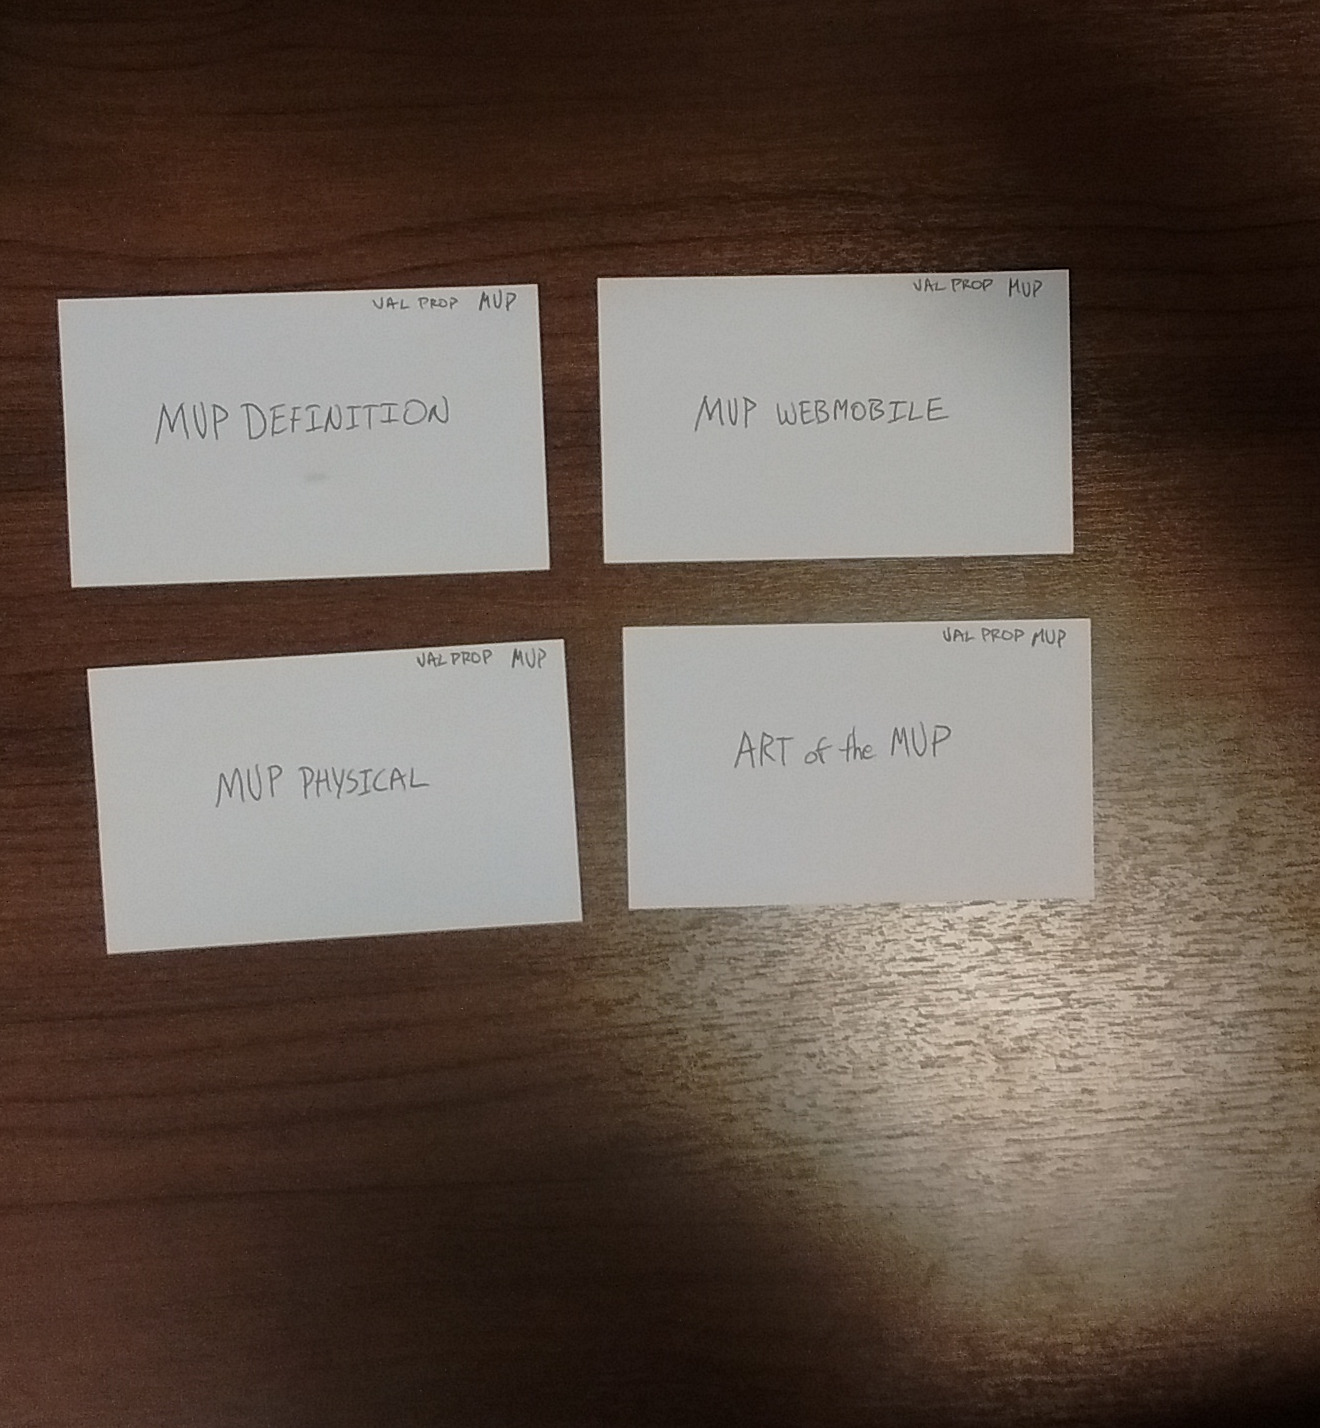 VAL PROP MVP
MVP DEFINITION
VAL PROP MVP
MVP WEBMOBILE
VAL PROP MVP
MVP PHYSICAL
VAL PROP MVP
ART of the MVP